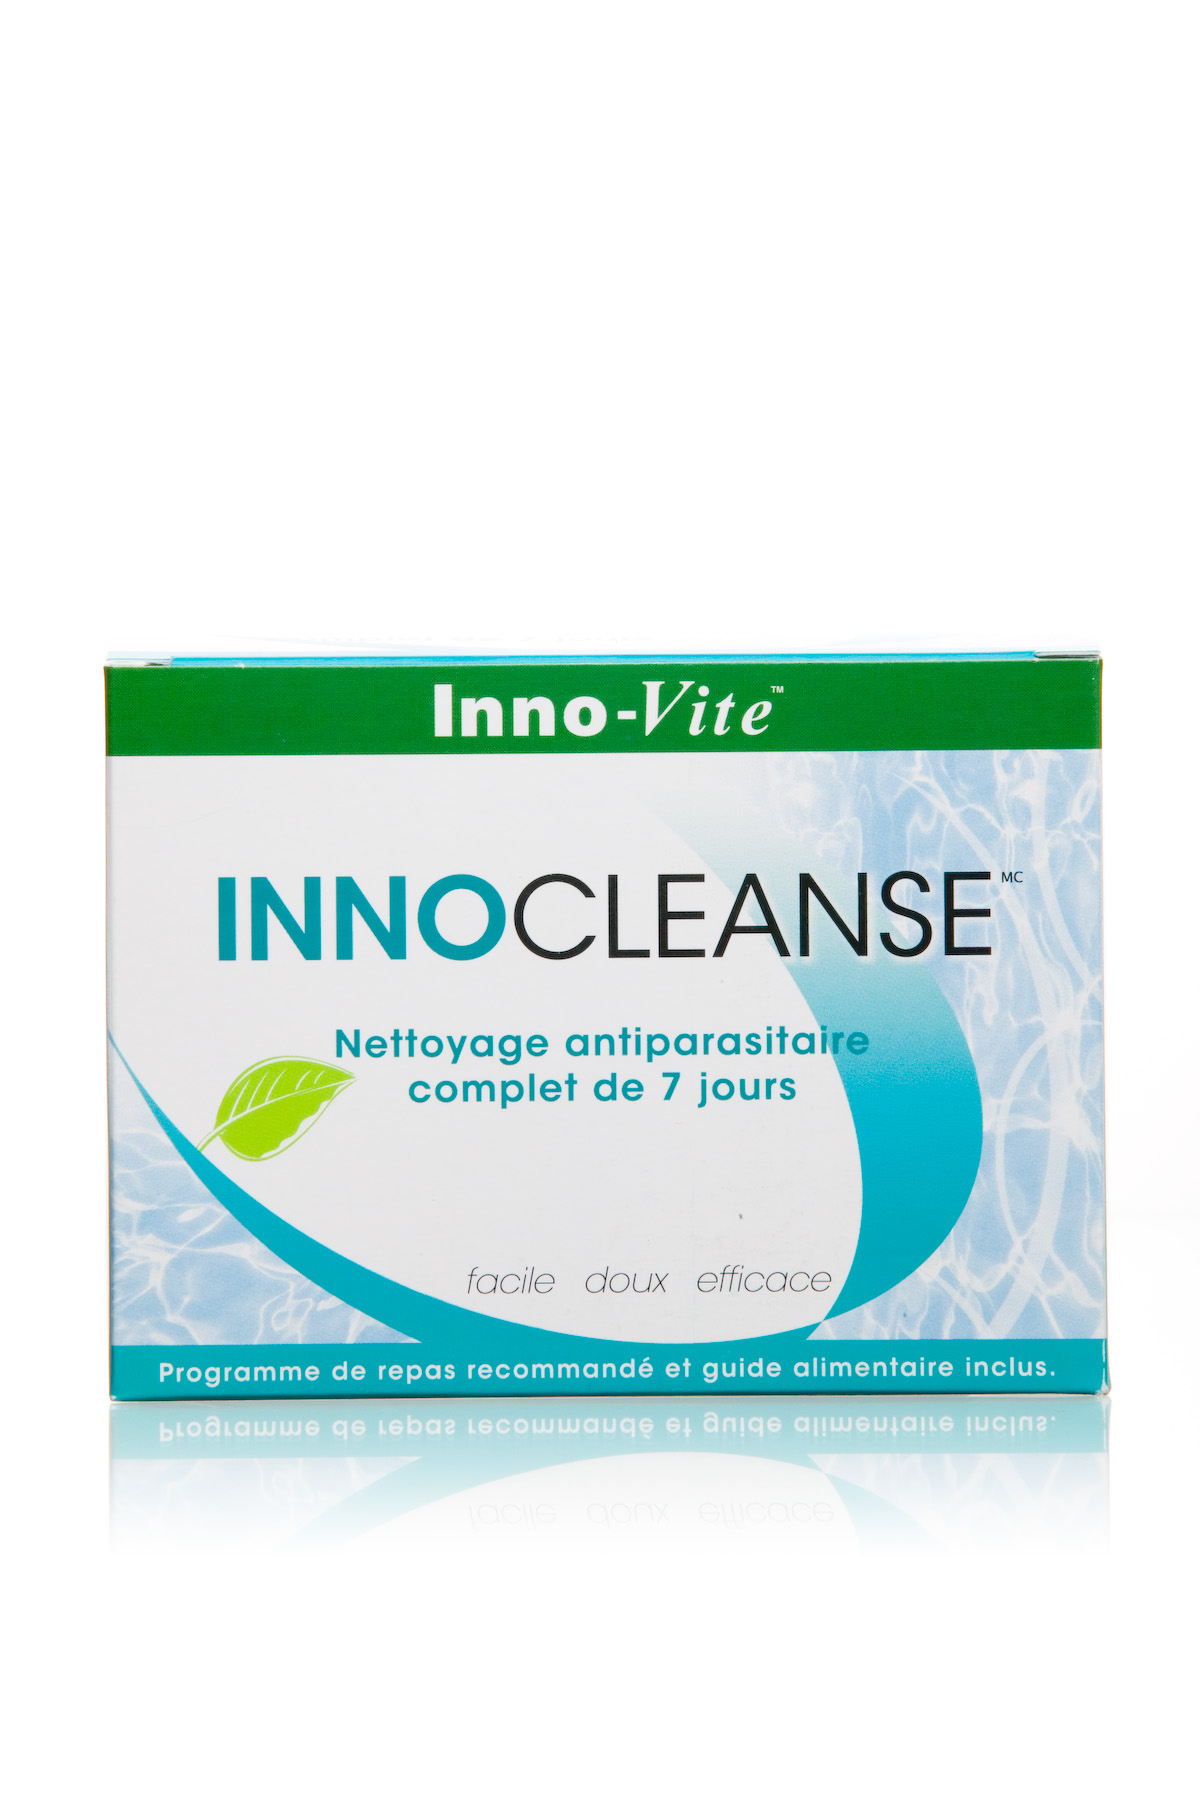 Inno-Vite™
INNOCLEANSE MC
Nettoyage antiparasitaire
complet de 7 jours
facile doux efficace
Programme de repas recommandé et guide alimentaire inclus.